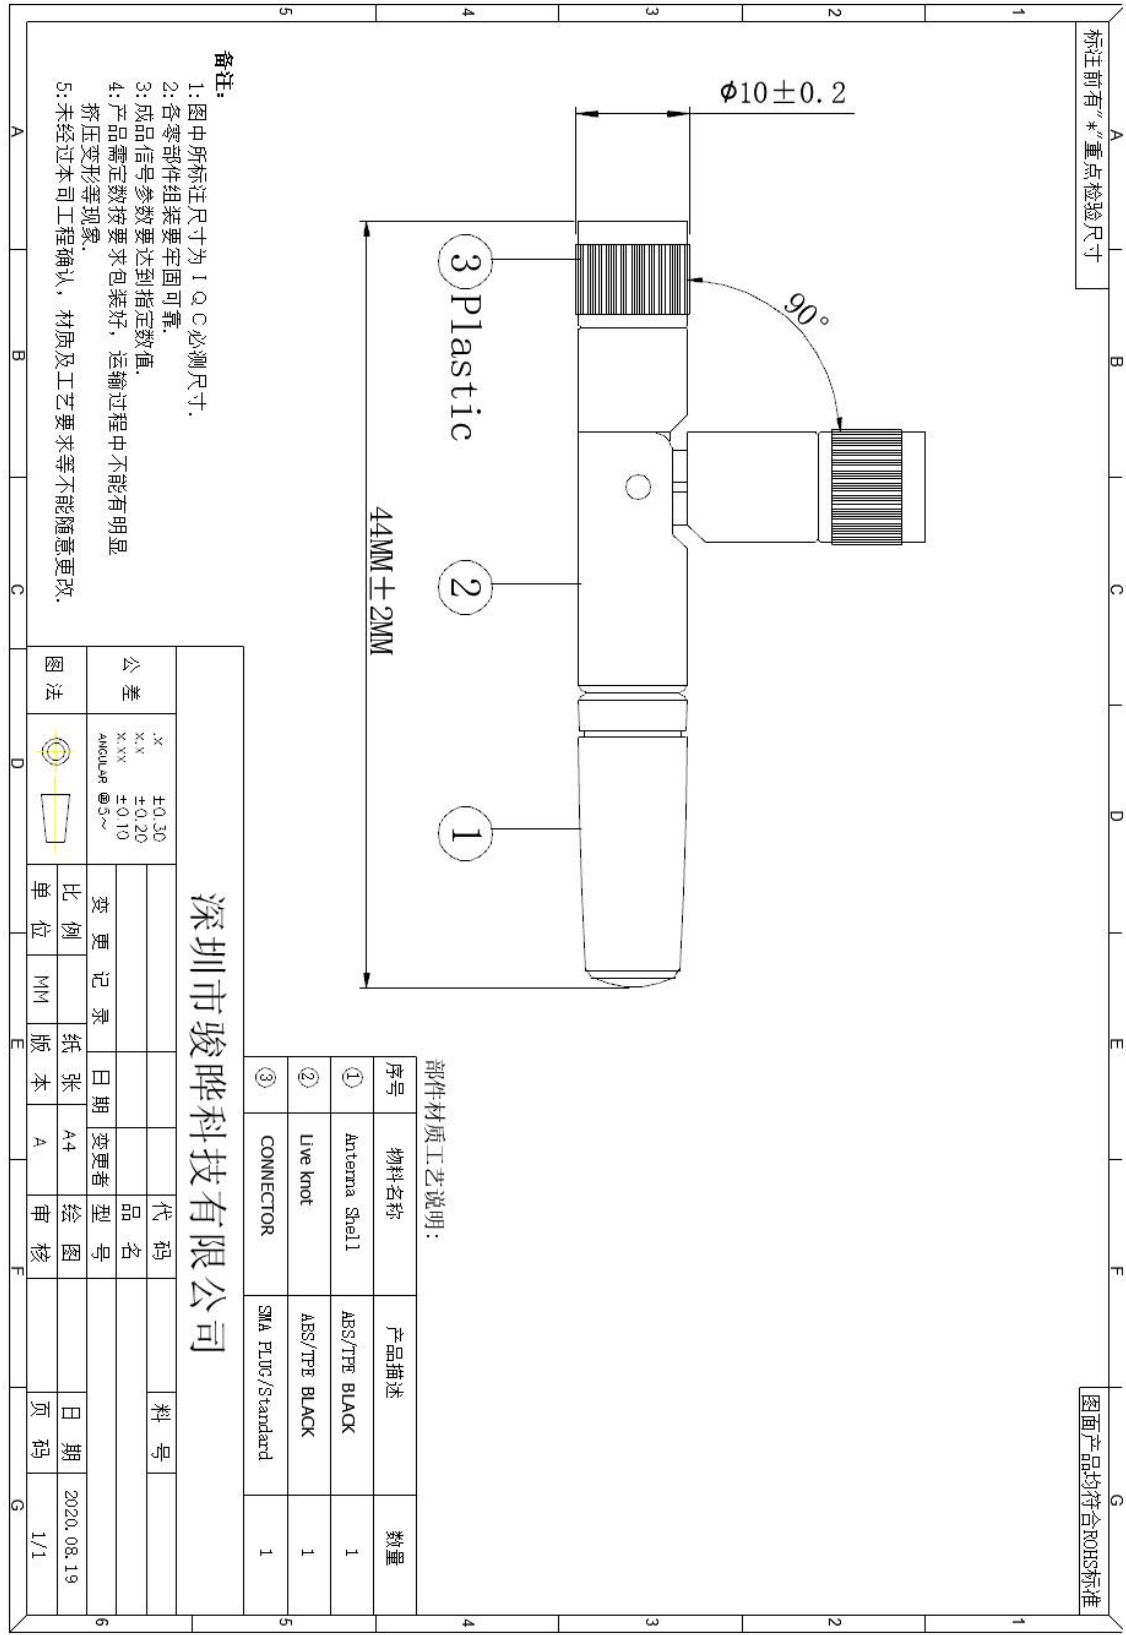 标注前有"*"重点检验尺寸
图面产品均符合ROHS标准
1
2
3
4
5
A
B
C
D
E
F
G
1
2
3
4
5
6
A
B
C
D
E
F
G
Φ10±0.2
90°
3 Plastic
2
1
44MM±2MM
部件材质工艺说明:
序号 物料名称 产品描述 数量
① Antenna Shell ABS/TPE BLACK 1
② Live knot ABS/TPE BLACK 1
③ CONNECTOR SMA PLUG/Standard 1
备注:
1:图中所标注尺寸为IQC必测尺寸.
2:各零部件组装要牢固可靠.
3:成品信号参数要达到指定数值.
4:产品需定数按要求包装好, 运输过程中不能有明显
挤压变形等现象.
5:未经过本司工程确认, 材质及工艺要求等不能随意更改.
深圳市骏晔科技有限公司
公差
.X ±0.30
X.X ±0.20
X.XX ±0.10
ANGULAR @5~
代码 料号
品名
变更记录 日期 变更者 型号
图法 比例 纸张 A4 绘图 日期 2020.08.19
单位 MM 版本 A 审核 页码 1/1